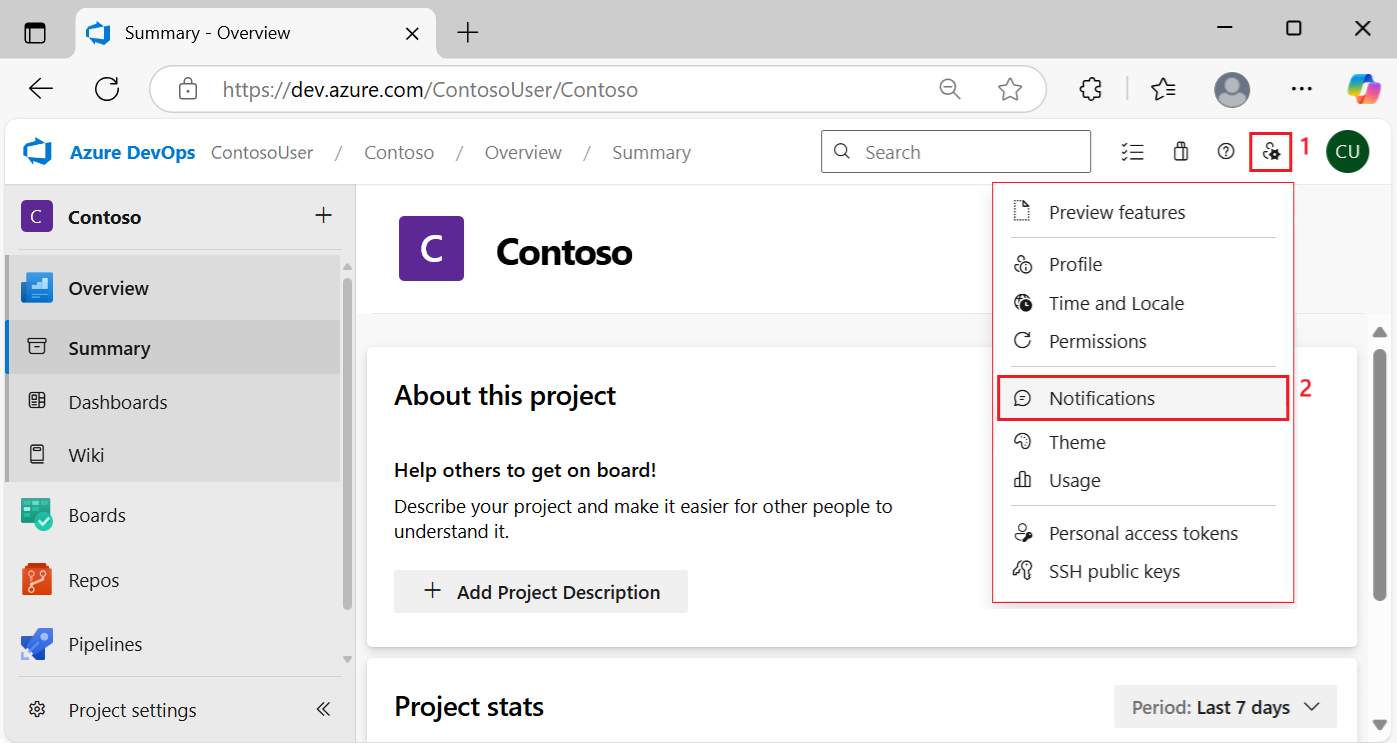 Summary - Overview
https://dev.azure.com/ContosoUser/Contoso
Azure DevOps ContosoUser / Contoso / Overview / Summary
Search
1
CU
C Contoso
Overview
Summary
Dashboards
Wiki
Boards
Repos
Pipelines
Project settings
C Contoso
About this project
Help others to get on board!
Describe your project and make it easier for other people to
understand it.
Add Project Description
Project stats
Period: Last 7 days
Preview features
Profile
Time and Locale
Permissions
Notifications
2
Theme
Usage
Personal access tokens
SSH public keys